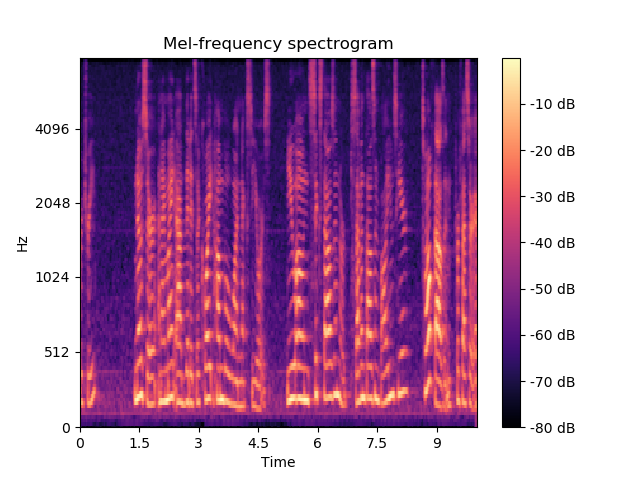 Mel-frequency spectrogram
Hz
4096
2048
1024
512
0
0 1.5 3 4.5 6 7.5 9
Time
-10 dB
-20 dB
-30 dB
-40 dB
-50 dB
-60 dB
-70 dB
-80 dB